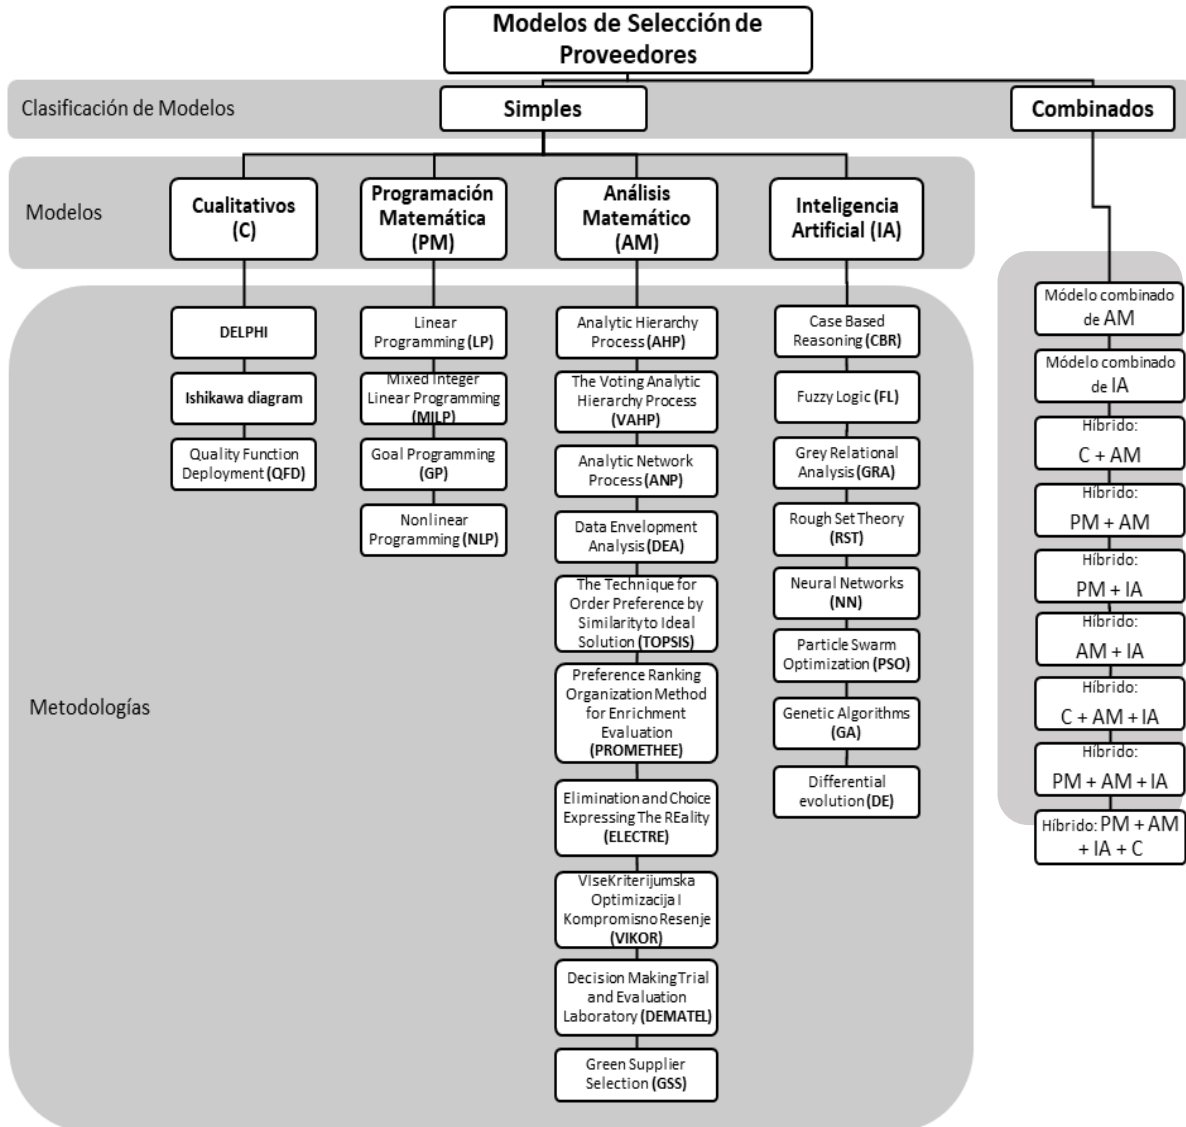 Modelos de Selección de
Proveedores
Clasificación de Modelos
Simples
Combinados
Modelos
Cualitativos
(C)
Programación
Matemática
(PM)
Análisis
Matemático
(AM)
Inteligencia
Artificial (IA)
Metodologías
DELPHI
Ishikawa diagram
Quality Function
Deployment (QFD)
Linear
Programming (LP)
Mixed Integer
Linear Programming
(MILP)
Goal Programming
(GP)
Nonlinear
Programming (NLP)
Analytic Hierarchy
Process (AHP)
The Voting Analytic
Hierarchy Process
(VAHP)
Analytic Network
Process (ANP)
Data Envelopment
Analysis (DEA)
The Technique for
Order Preference by
Similarity to Ideal
Solution (TOPSIS)
Preference Ranking
Organization Method
for Enrichment
Evaluation
(PROMETHEE)
Elimination and Choice
Expressing The REality
(ELECTRE)
VIseKriterijumska
Optimizacija I
Kompromisno Resenje
(VIKOR)
Decision Making Trial
and Evaluation
Laboratory (DEMATEL)
Green Supplier
Selection (GSS)
Case Based
Reasoning (CBR)
Fuzzy Logic (FL)
Grey Relational
Analysis (GRA)
Rough Set Theory
(RST)
Neural Networks
(NN)
Particle Swarm
Optimization (PSO)
Genetic Algorithms
(GA)
Differential
evolution (DE)
Módelo combinado
de AM
Módelo combinado
de IA
Híbrido:
C + AM
Híbrido:
PM + AM
Híbrido:
PM + IA
Híbrido:
AM + IA
Híbrido:
C + AM + IA
Híbrido:
PM + AM + IA
Híbrido: PM + AM
+ IA + C